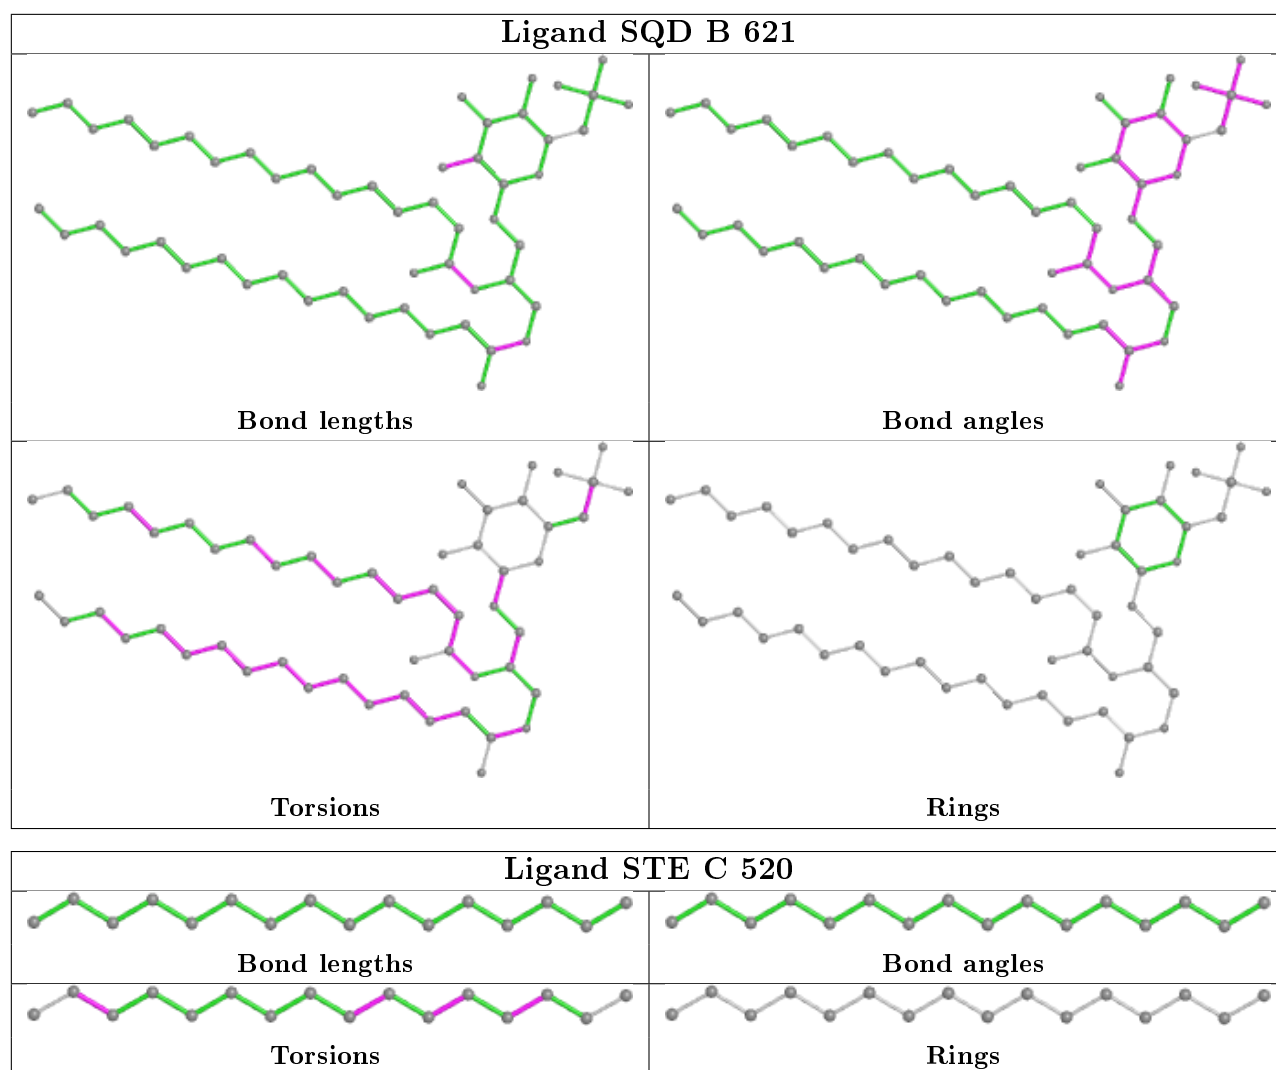 Ligand SQD B 621
Bond lengths
Bond angles
Torsions
Rings
Ligand STE C 520
Bond lengths
Bond angles
Torsions
Rings